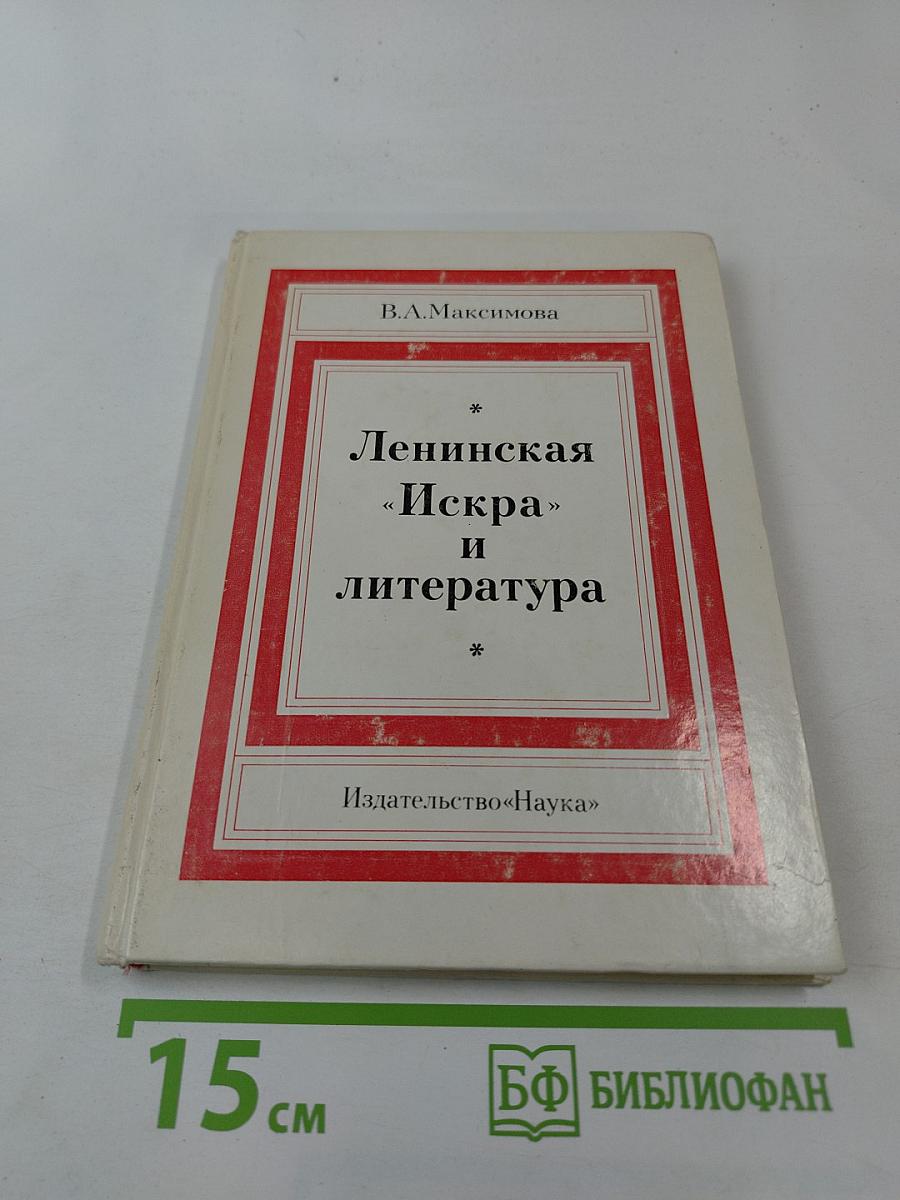 В.А.Максимова
*
Ленинская
«Искра»
и
литература
*
Издательство«Наука»
15 см
БФ БИБЛИОФАН